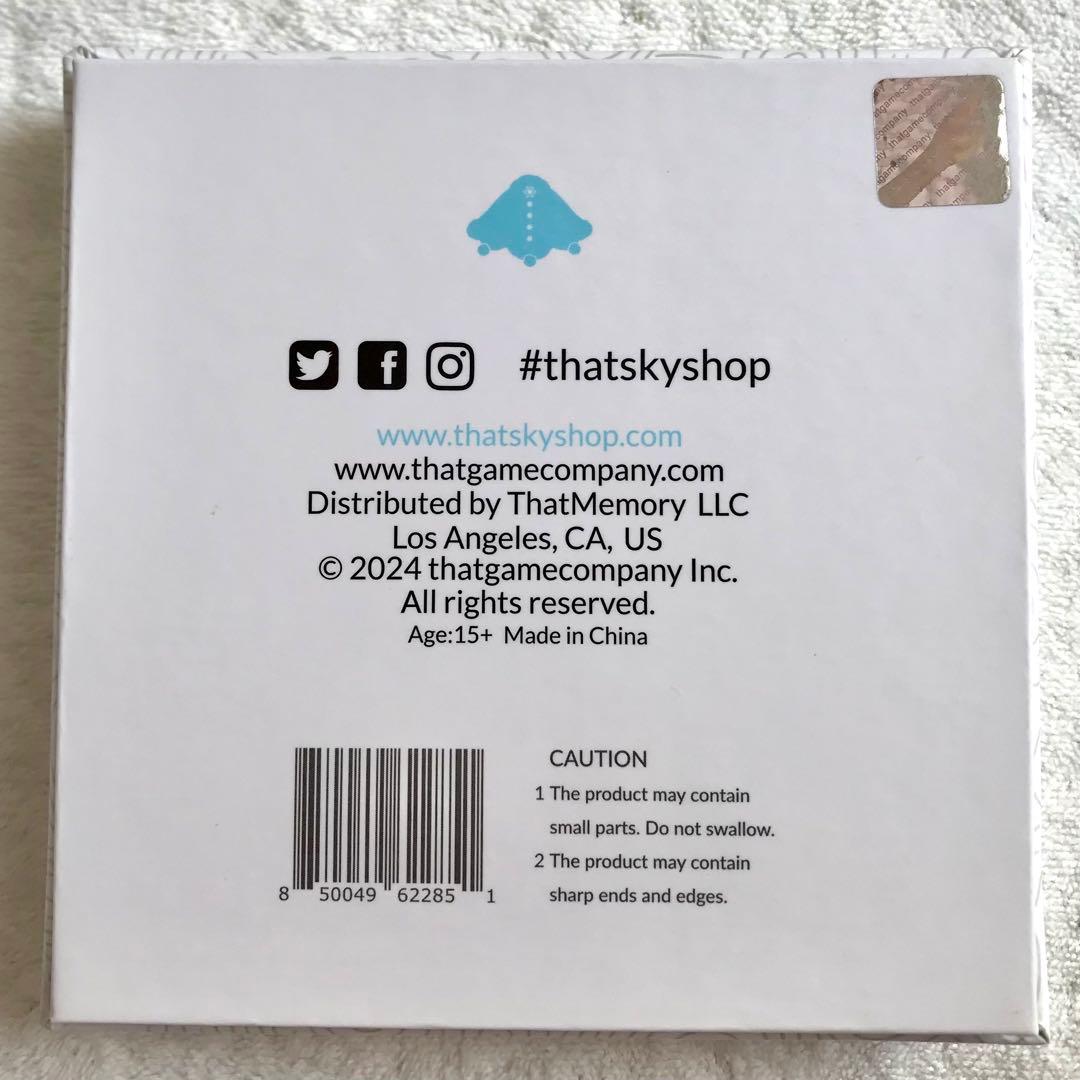 thatgamecompany
#thatskyshop
www.thatskyshop.com
www.thatgamecompany.com
Distributed by ThatMemory LLC
Los Angeles, CA, US
© 2024 thatgamecompany Inc.
All rights reserved.
Age:15+ Made in China
CAUTION
1 The product may contain
small parts. Do not swallow.
2 The product may contain
sharp ends and edges.
8 50049 62285 1